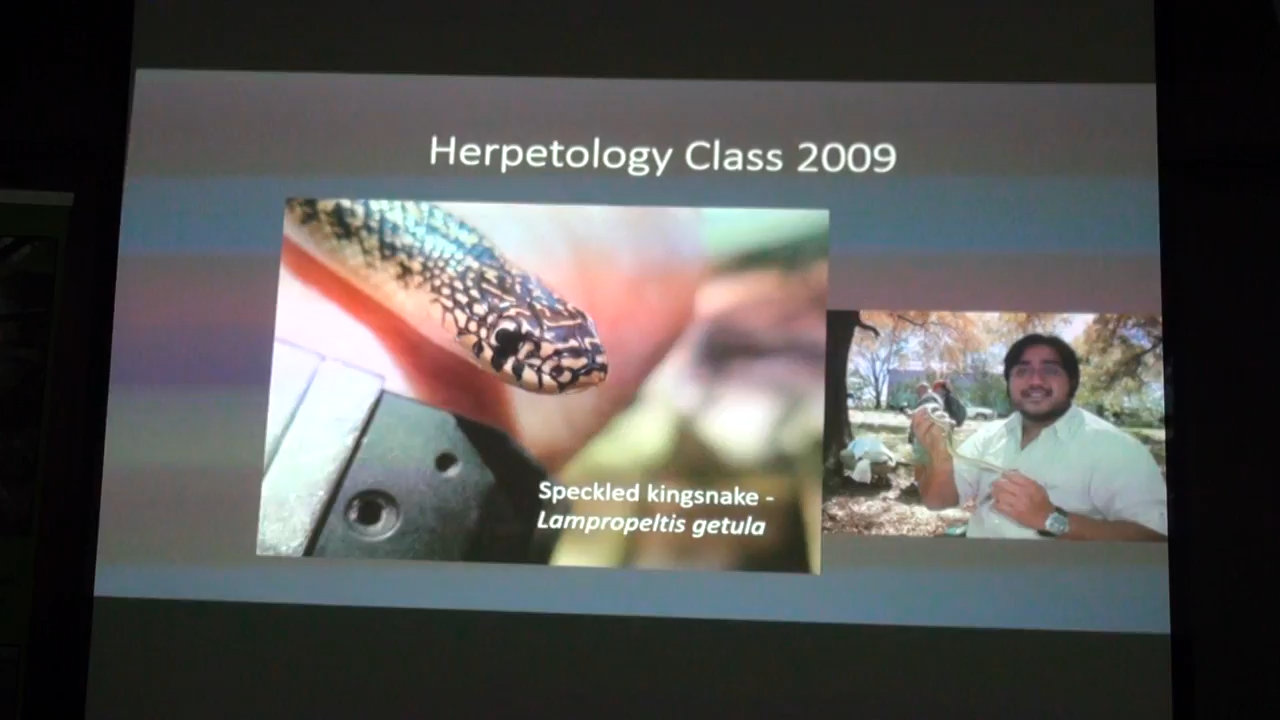 Herpetology Class 2009
Speckled kingsnake -
Lampropeltis getula